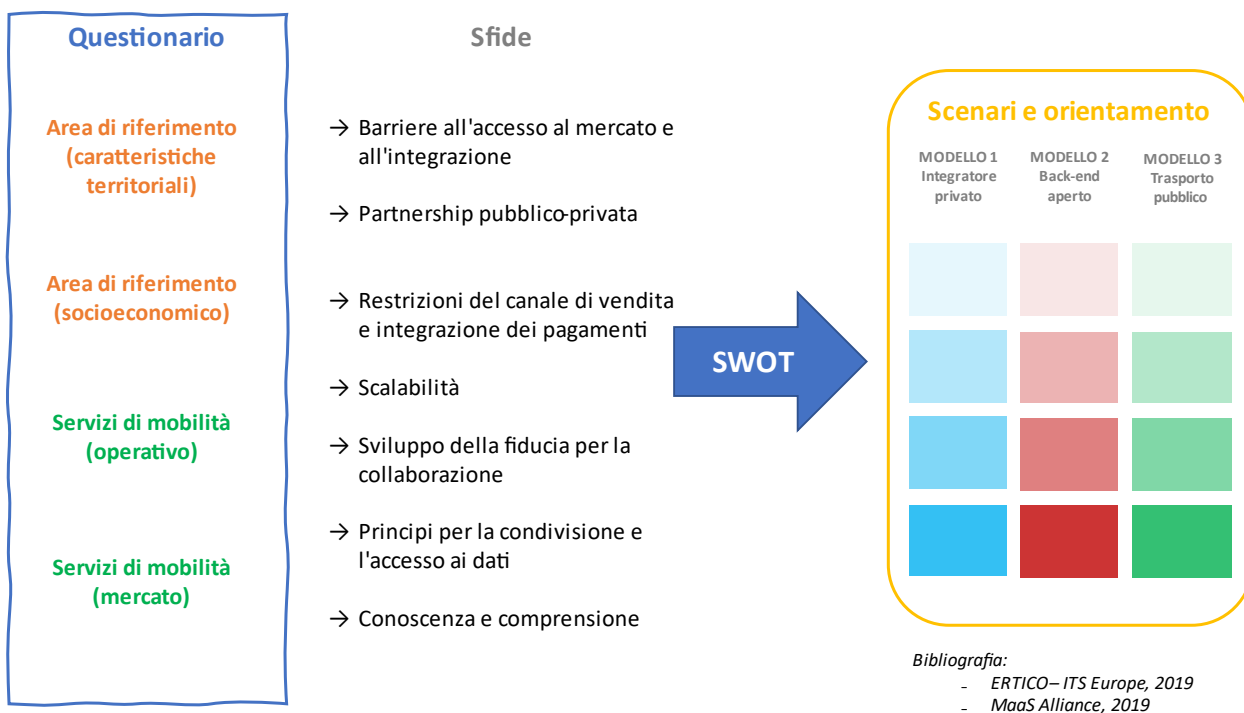 Questionario
Area di riferimento
(caratteristiche
territoriali)
Area di riferimento
(socioeconomico)
Servizi di mobilità
(operativo)
Servizi di mobilità
(mercato)
Sfide
→ Barriere all'accesso al mercato e
all'integrazione
→ Partnership pubblico-privata
→ Restrizioni del canale di vendita
e integrazione dei pagamenti
→ Scalabilità
→ Sviluppo della fiducia per la
collaborazione
→ Principi per la condivisione e
l'accesso ai dati
→ Conoscenza e comprensione
SWOT
Scenari e orientamento
MODELLO 1
Integratore
privato
MODELLO 2
Back-end
aperto
MODELLO 3
Trasporto
pubblico
Bibliografia:
- ERTICO– ITS Europe, 2019
- MaaS Alliance, 2019